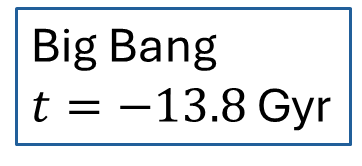 Big Bang
t = −13.8 Gyr